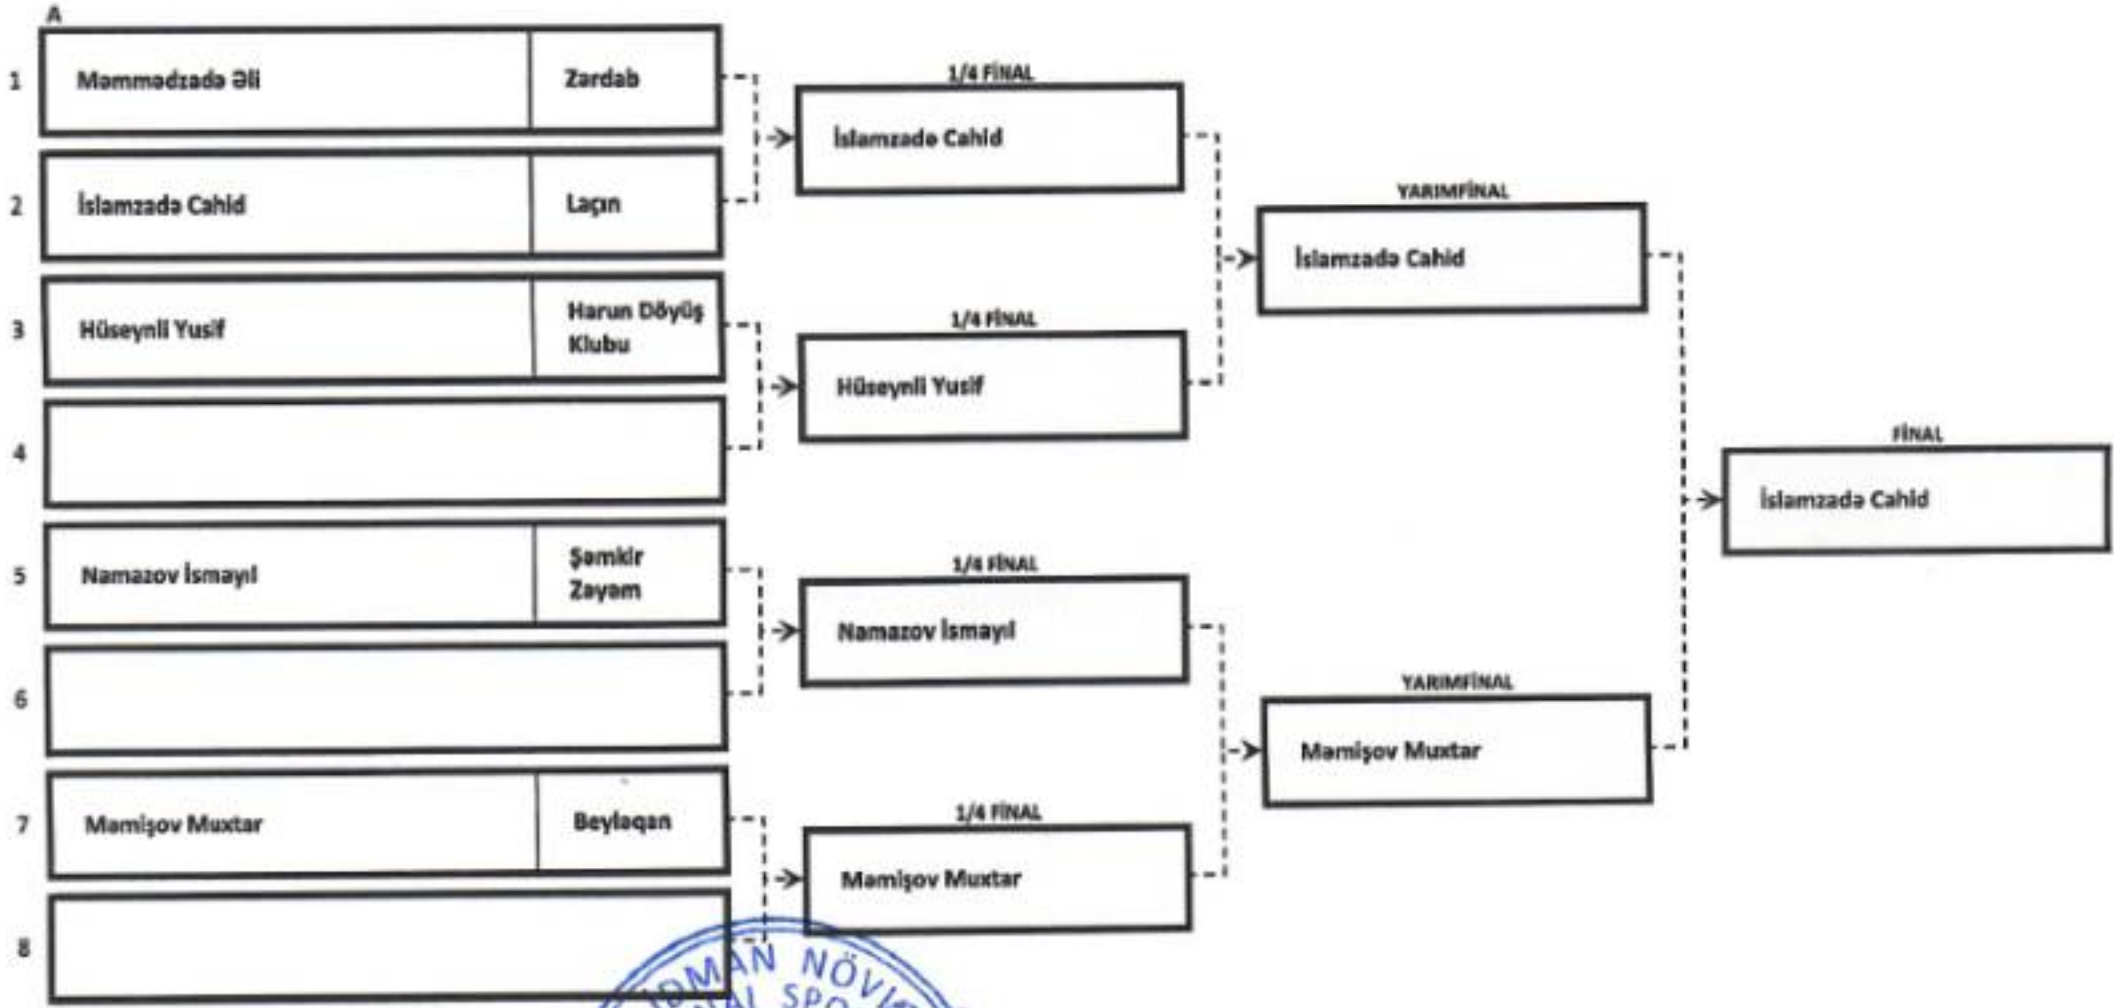 A
1 Məmmədzadə Əli Zərdab
2 İslamzadə Cahid Laçın
3 Hüseynli Yusif Harun Döyüş
Klubu
4
5 Namazov İsmayıl Şəmkir
Zəyəm
6
7 Məmişov Muxtar Beyləqan
8
1/4 FİNAL
İslamzadə Cahid
1/4 FİNAL
Hüseynli Yusif
1/4 FİNAL
Namazov İsmayıl
1/4 FİNAL
Məmişov Muxtar
YARIMFİNAL
İslamzadə Cahid
YARIMFİNAL
Məmişov Muxtar
FİNAL
İslamzadə Cahid